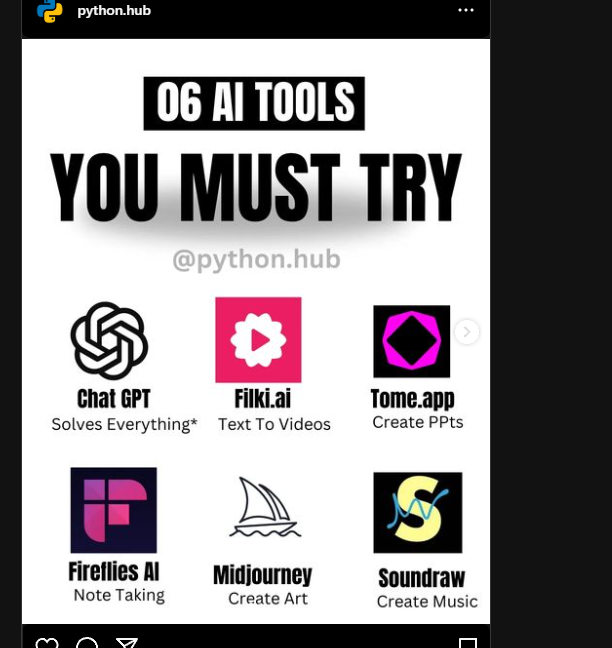 python.hub
06 AI TOOLS
YOU MUST TRY
@python.hub
Chat GPT
Solves Everything*
Filki.ai
Text To Videos
Tome.app
Create PPts
Fireflies AI
Note Taking
Midjourney
Create Art
Soundraw
Create Music